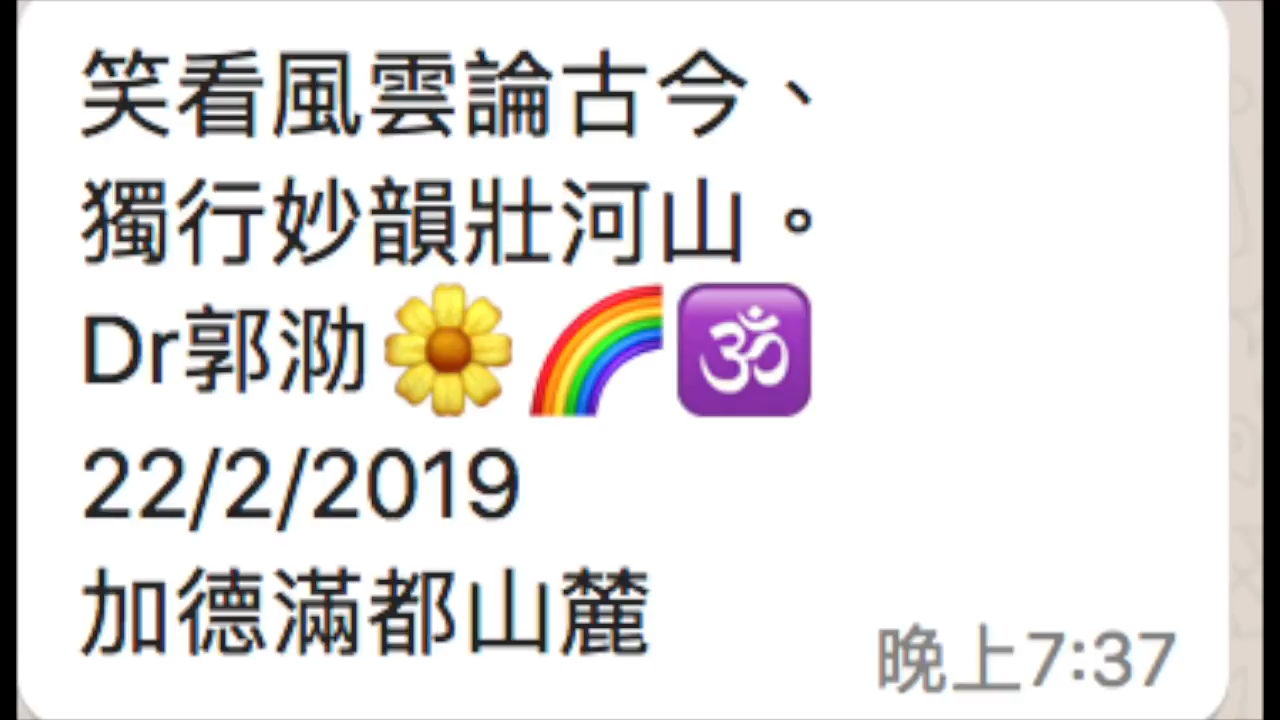 笑看風雲論古今、
獨行妙韻壯河山。
Dr郭泐🌼🌈🕉
22/2/2019
加德滿都山麓
晚上7:37